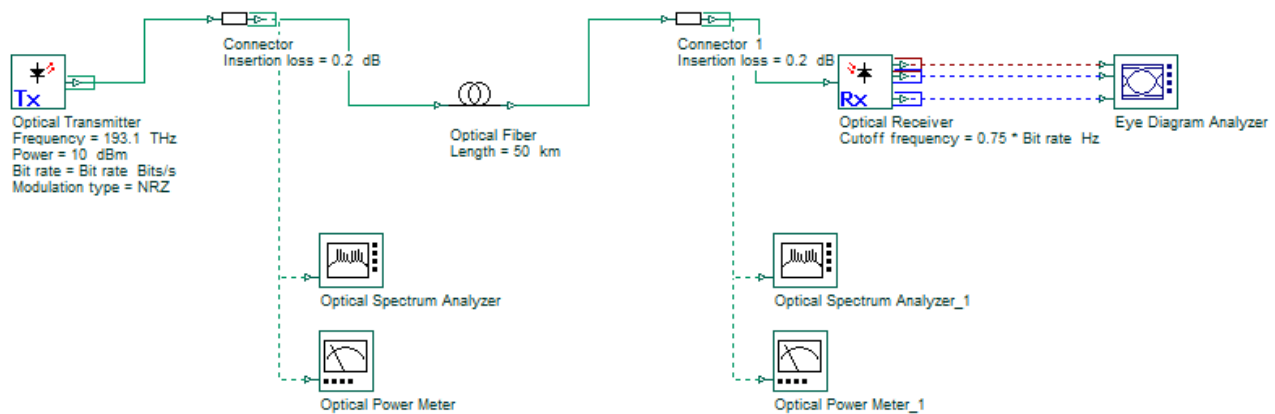 Connector
Insertion loss = 0.2 dB
Connector 1
Insertion loss = 0.2 dB
Tx
Optical Transmitter
Frequency = 193.1 THz
Power = 10 dBm
Bit rate = Bit rate Bits/s
Modulation type = NRZ
Optical Fiber
Length = 50 km
Rx
Optical Receiver
Cutoff frequency = 0.75 * Bit rate Hz
Eye Diagram Analyzer
Optical Spectrum Analyzer
Optical Spectrum Analyzer_1
Optical Power Meter
Optical Power Meter_1